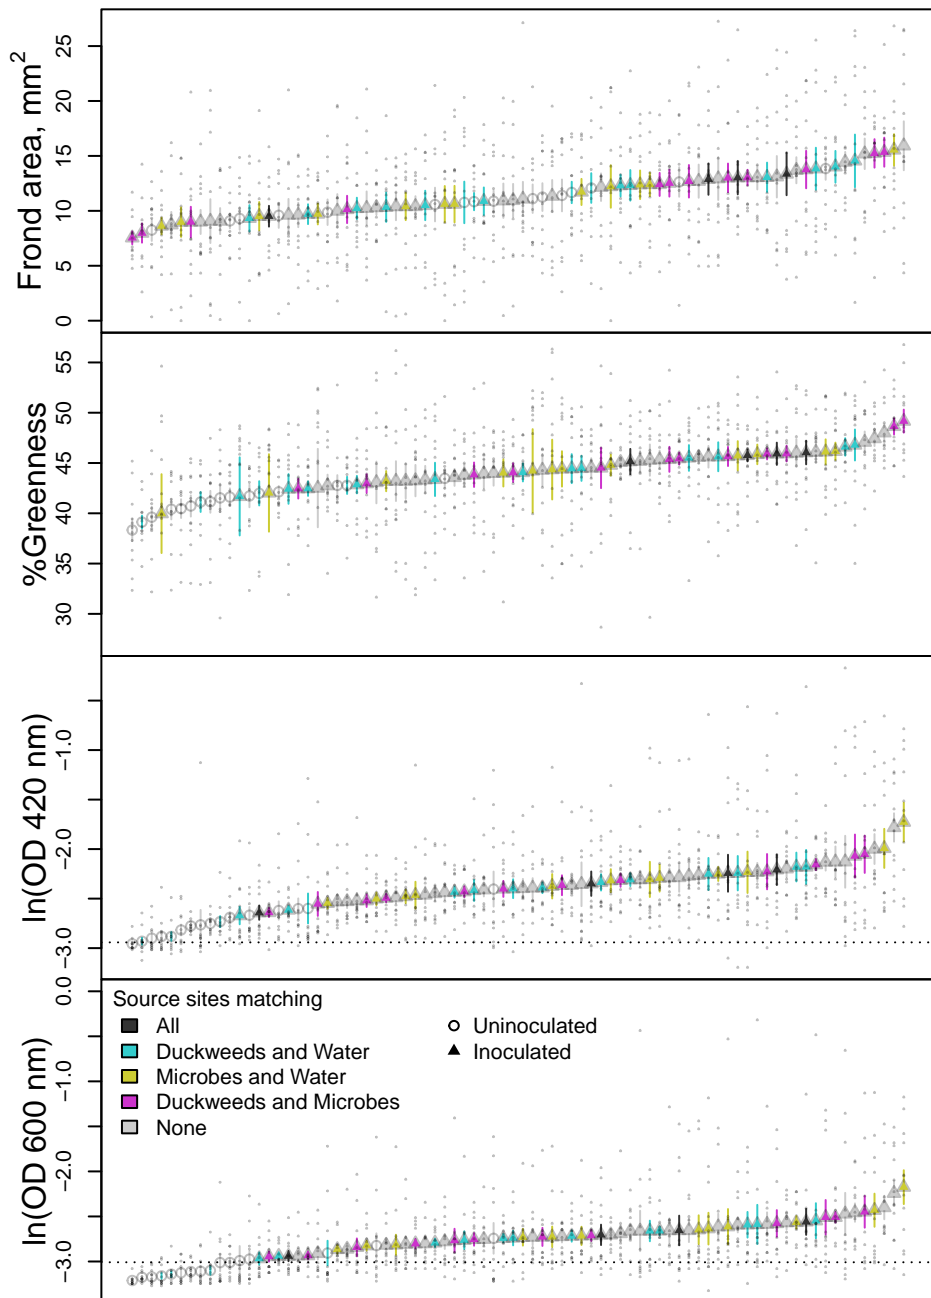 Frond area, mm²
25
20
15
10
5
0
%Greenness
55
50
45
40
35
30
ln(OD 420 nm)
−1.0
−2.0
−3.0
ln(OD 600 nm)
0.0
−1.0
−2.0
−3.0
Source sites matching
All
Duckweeds and Water
Microbes and Water
Duckweeds and Microbes
None
Uninoculated
Inoculated